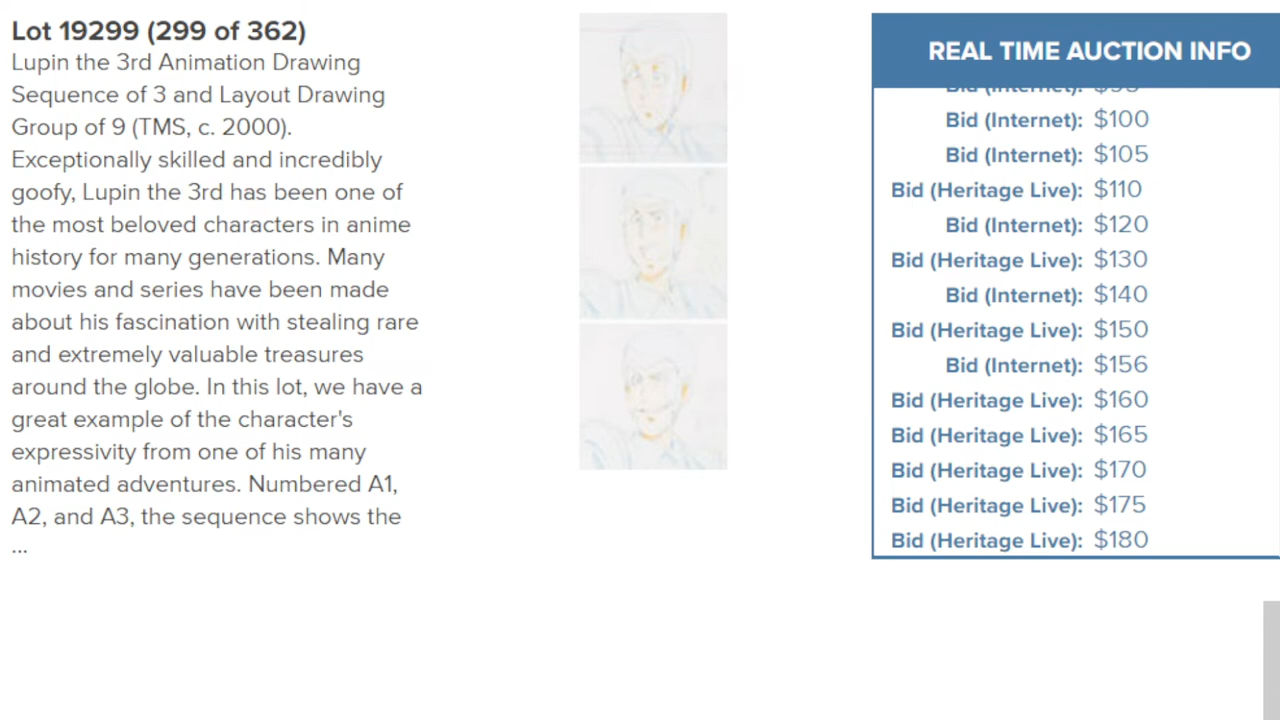 Lot 19299 (299 of 362)
Lupin the 3rd Animation Drawing
Sequence of 3 and Layout Drawing
Group of 9 (TMS, c. 2000).
Exceptionally skilled and incredibly
goofy, Lupin the 3rd has been one of
the most beloved characters in anime
history for many generations. Many
movies and series have been made
about his fascination with stealing rare
and extremely valuable treasures
around the globe. In this lot, we have a
great example of the character's
expressivity from one of his many
animated adventures. Numbered A1,
A2, and A3, the sequence shows the
...
REAL TIME AUCTION INFO
Bid (Internet):
Bid (Internet): $100
Bid (Internet): $105
Bid (Heritage Live): $110
Bid (Internet): $120
Bid (Heritage Live): $130
Bid (Internet): $140
Bid (Heritage Live): $150
Bid (Internet): $156
Bid (Heritage Live): $160
Bid (Heritage Live): $165
Bid (Heritage Live): $170
Bid (Heritage Live): $175
Bid (Heritage Live): $180